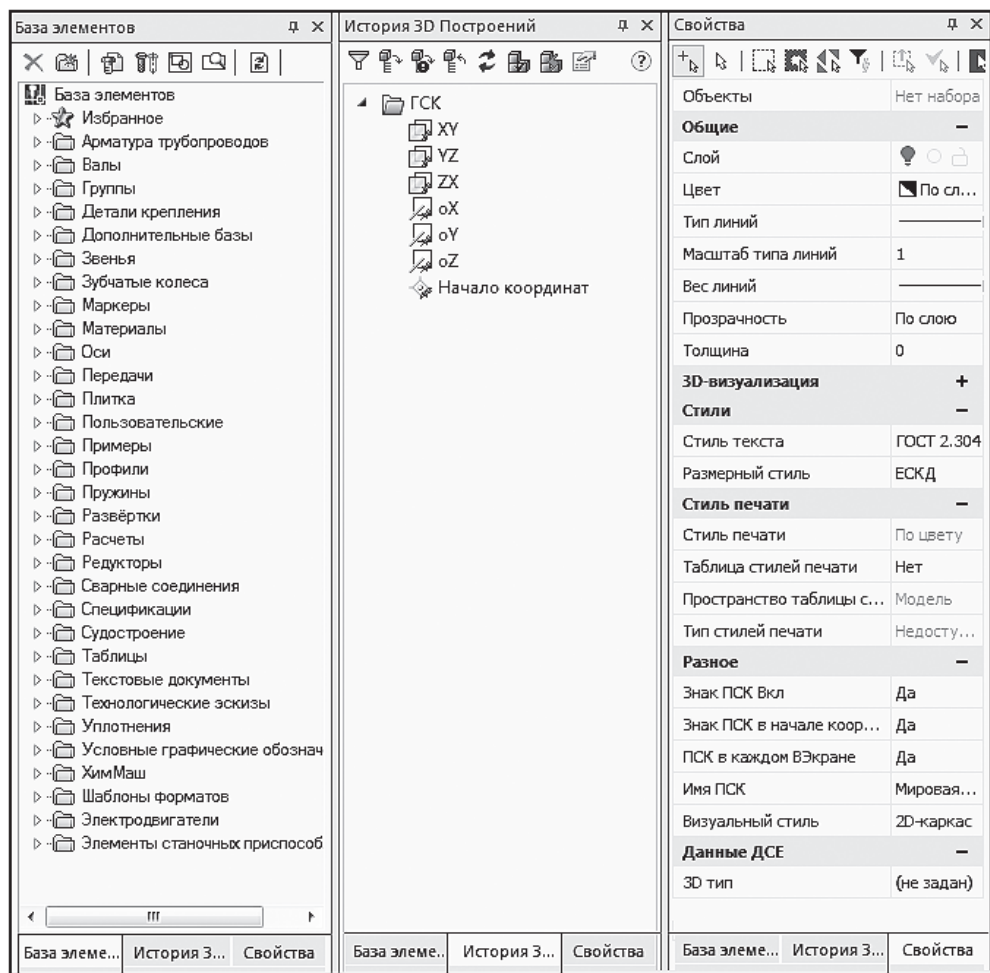 База элементов
База элементов
Избранное
Арматура трубопроводов
Валы
Группы
Детали крепления
Дополнительные базы
Звенья
Зубчатые колеса
Маркеры
Материалы
Оси
Передачи
Плитка
Пользовательские
Примеры
Профили
Пружины
Развёртки
Расчеты
Редукторы
Сварные соединения
Спецификации
Судостроение
Таблицы
Текстовые документы
Технологические эскизы
Уплотнения
Условные графические обознач
ХимМаш
Шаблоны форматов
Электродвигатели
Элементы станочных приспособ
База элеме... История З... Свойства
История 3D Построений
ГСК
XY
YZ
ZX
oX
oY
oZ
Начало координат
База элеме.. История З... Свойства
Свойства
Объекты Нет набора
Общие
Слой
Цвет По сл...
Тип линий
Масштаб типа линий 1
Вес линий
Прозрачность По слою
Толщина 0
3D-визуализация
Стили
Стиль текста ГОСТ 2.304
Размерный стиль ЕСКД
Стиль печати
Стиль печати По цвету
Таблица стилей печати Нет
Пространство таблицы с... Модель
Тип стилей печати Недосту...
Разное
Знак ПСК Вкл Да
Знак ПСК в начале коор... Да
ПСК в каждом ВЭкране Да
Имя ПСК Мировая...
Визуальный стиль 2D-каркас
Данные ДСЕ
3D тип (не задан)
База элеме... История З... Свойства